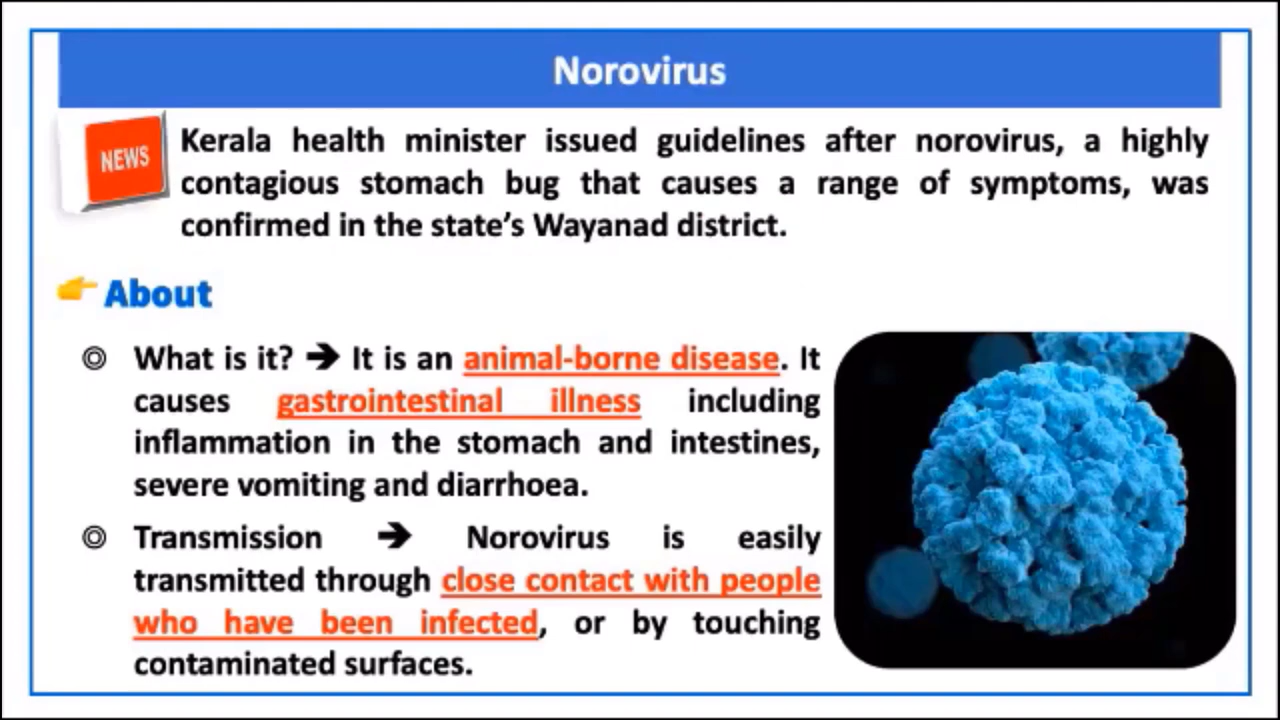 Norovirus
NEWS
Kerala health minister issued guidelines after norovirus, a highly
contagious stomach bug that causes a range of symptoms, was
confirmed in the state's Wayanad district.
About
What is it? ➔ It is an animal-borne disease. It
causes gastrointestinal illness including
inflammation in the stomach and intestines,
severe vomiting and diarrhoea.
Transmission ➔ Norovirus is easily
transmitted through close contact with people
who have been infected, or by touching
contaminated surfaces.